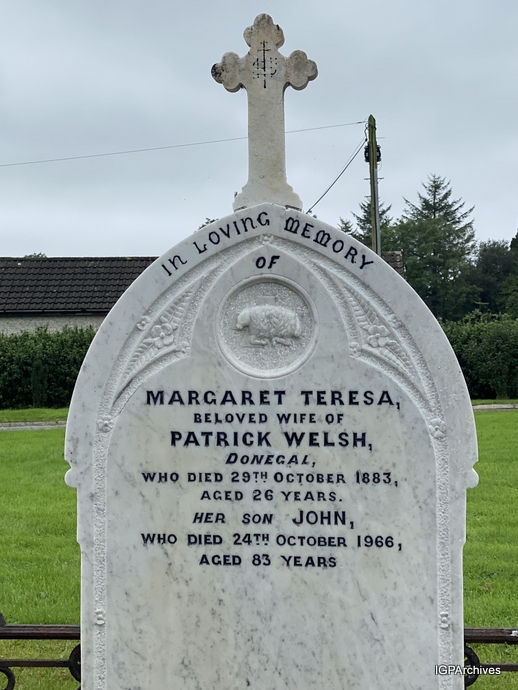 IN LOVING MEMORY
OF
MARGARET TERESA,
BELOVED WIFE OF
PATRICK WELSH,
DONEGAL,
WHO DIED 29TH OCTOBER 1883,
AGED 26 YEARS.
HER SON JOHN,
WHO DIED 24TH OCTOBER 1966,
AGED 83 YEARS
IGPArchives